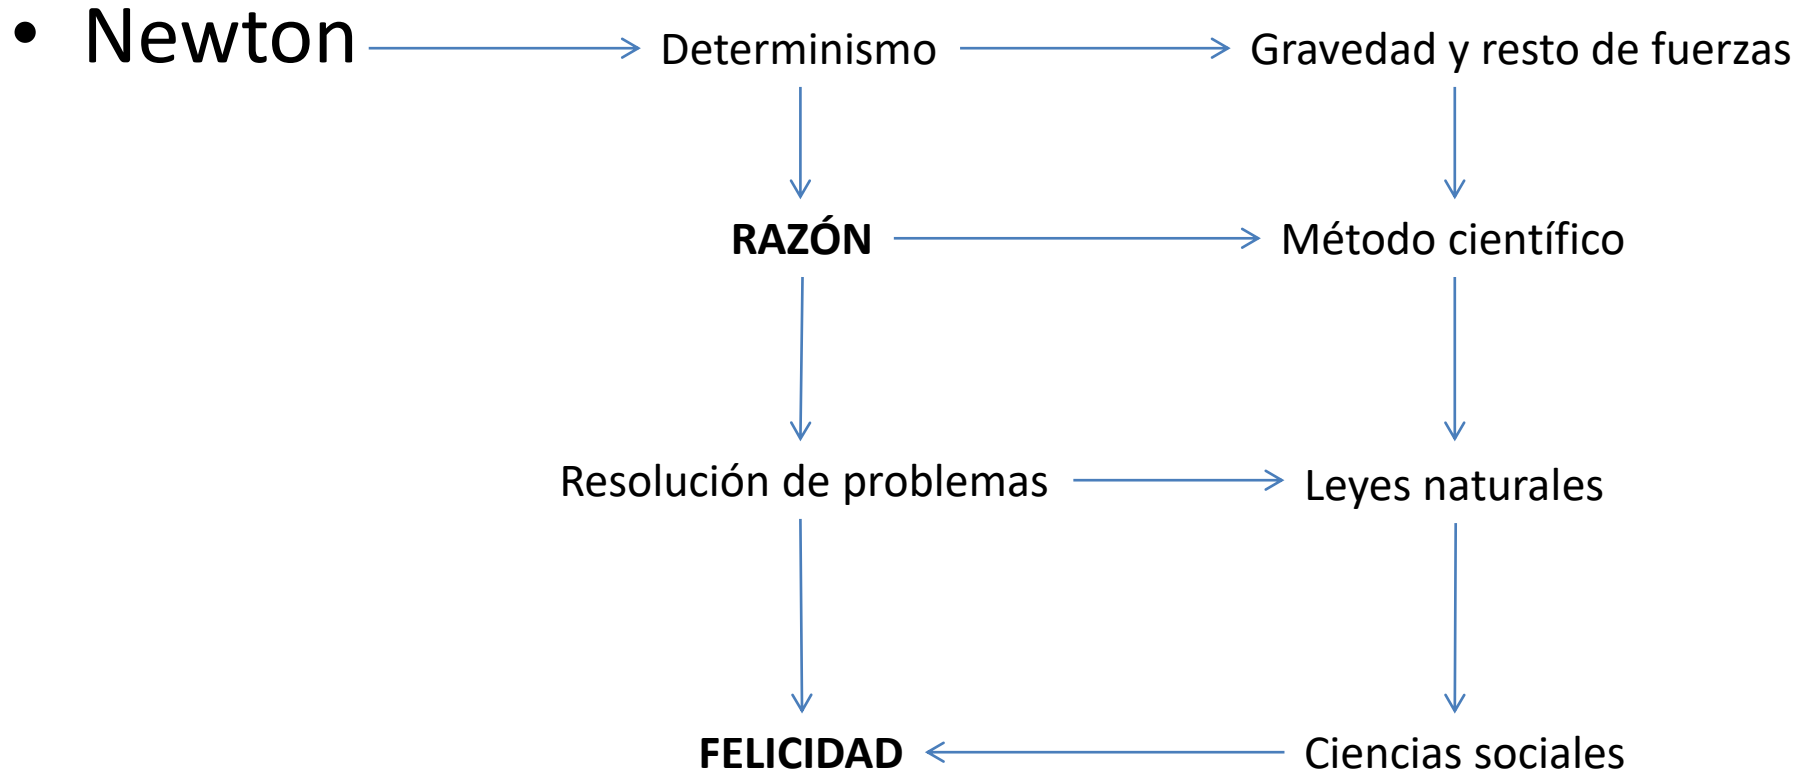 • Newton
Determinismo
Gravedad y resto de fuerzas
RAZÓN
Método científico
Resolución de problemas
Leyes naturales
FELICIDAD
Ciencias sociales